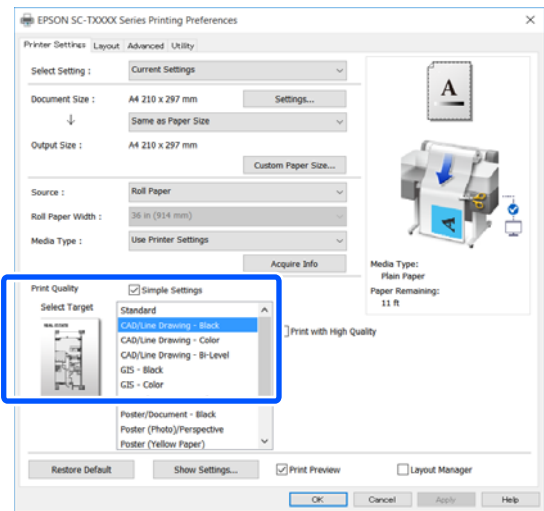 EPSON SC-TXXXX Series Printing Preferences
Printer Settings Layout Advanced Utility
Select Setting : Current Settings
Document Size : A4 210 x 297 mm Settings...
Same as Paper Size
Output Size : A4 210 x 297 mm
Custom Paper Size...
Source : Roll Paper
Roll Paper Width : 36 in (914 mm)
Media Type : Use Printer Settings
Acquire Info
A
A
Media Type:
Plain Paper
Paper Remaining:
11 ft
Print Quality Simple Settings
Select Target
REAL ESTATE
Standard
CAD/Line Drawing - Black
CAD/Line Drawing - Color
CAD/Line Drawing - Bi-Level
GIS - Black
GIS - Color
Poster/Document - Black
Poster (Photo)/Perspective
Poster (Yellow Paper)
Print with High Quality
Restore Default Show Settings... Print Preview Layout Manager
OK Cancel Apply Help